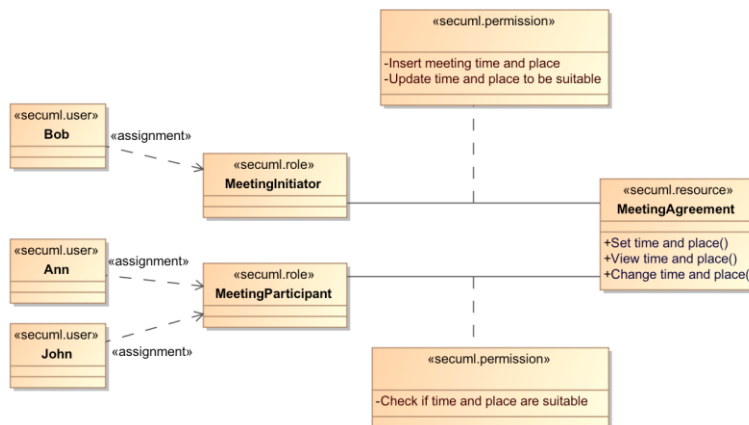 «secuml.permission»
-Insert meeting time and place
-Update time and place to be suitable
«secuml.user»
Bob
«assignment»
«secuml.role»
MeetingInitiator
«secuml.resource»
MeetingAgreement
+Set time and place()
+View time and place()
+Change time and place(
«secuml.user»
Ann
«assignment»
«secuml.role»
MeetingParticipant
«secuml.user»
John
«assignment»
«secuml.permission»
-Check if time and place are suitable